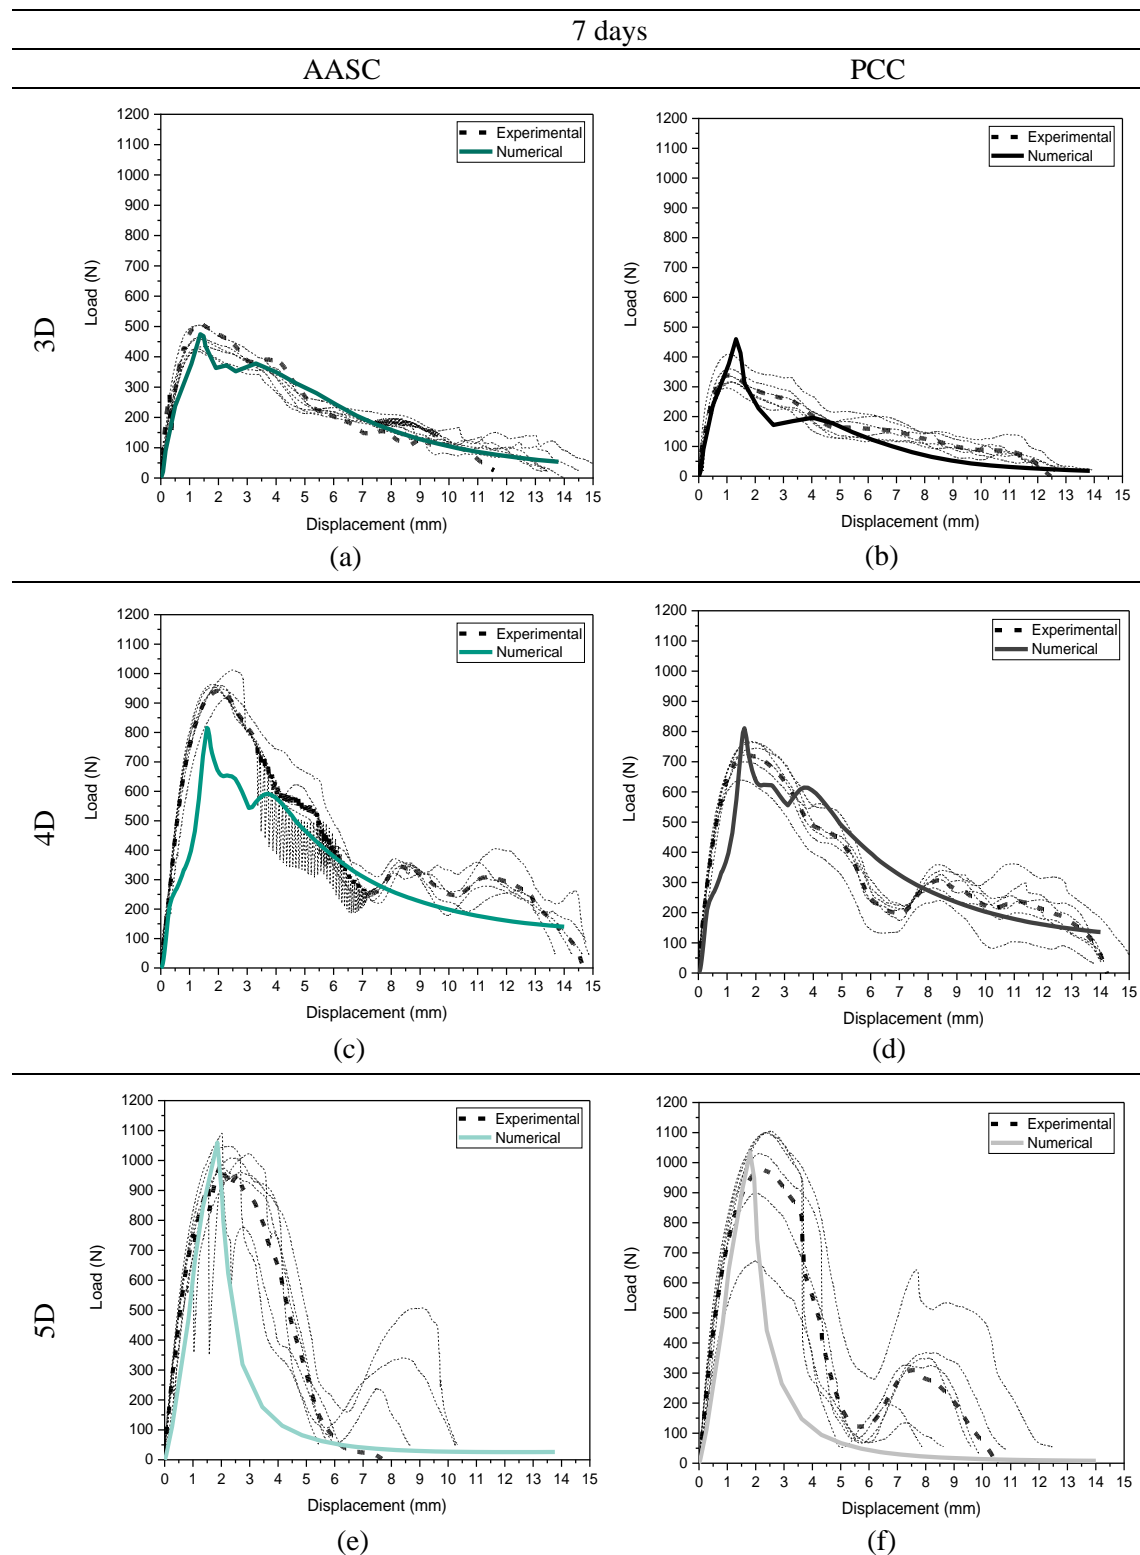 7 days
AASC PCC
3D
1200
1100
1000
900
800
700
600
500
400
300
200
100
0
Load (N)
Experimental
Numerical
0 1 2 3 4 5 6 7 8 9 10 11 12 13 14 15
Displacement (mm)
(a)
1200
1100
1000
900
800
700
600
500
400
300
200
100
0
Load (N)
Experimental
Numerical
0 1 2 3 4 5 6 7 8 9 10 11 12 13 14 15
Displacement (mm)
(b)
4D
1200
1100
1000
900
800
700
600
500
400
300
200
100
0
Load (N)
Experimental
Numerical
0 1 2 3 4 5 6 7 8 9 10 11 12 13 14 15
Displacement (mm)
(c)
1200
1100
1000
900
800
700
600
500
400
300
200
100
0
Load (N)
Experimental
Numerical
0 1 2 3 4 5 6 7 8 9 10 11 12 13 14 15
Displacement (mm)
(d)
5D
1200
1100
1000
900
800
700
600
500
400
300
200
100
0
Load (N)
Experimental
Numerical
0 1 2 3 4 5 6 7 8 9 10 11 12 13 14 15
Displacement (mm)
(e)
1200
1100
1000
900
800
700
600
500
400
300
200
100
0
Load (N)
Experimental
Numerical
0 1 2 3 4 5 6 7 8 9 10 11 12 13 14 15
Displacement (mm)
(f)